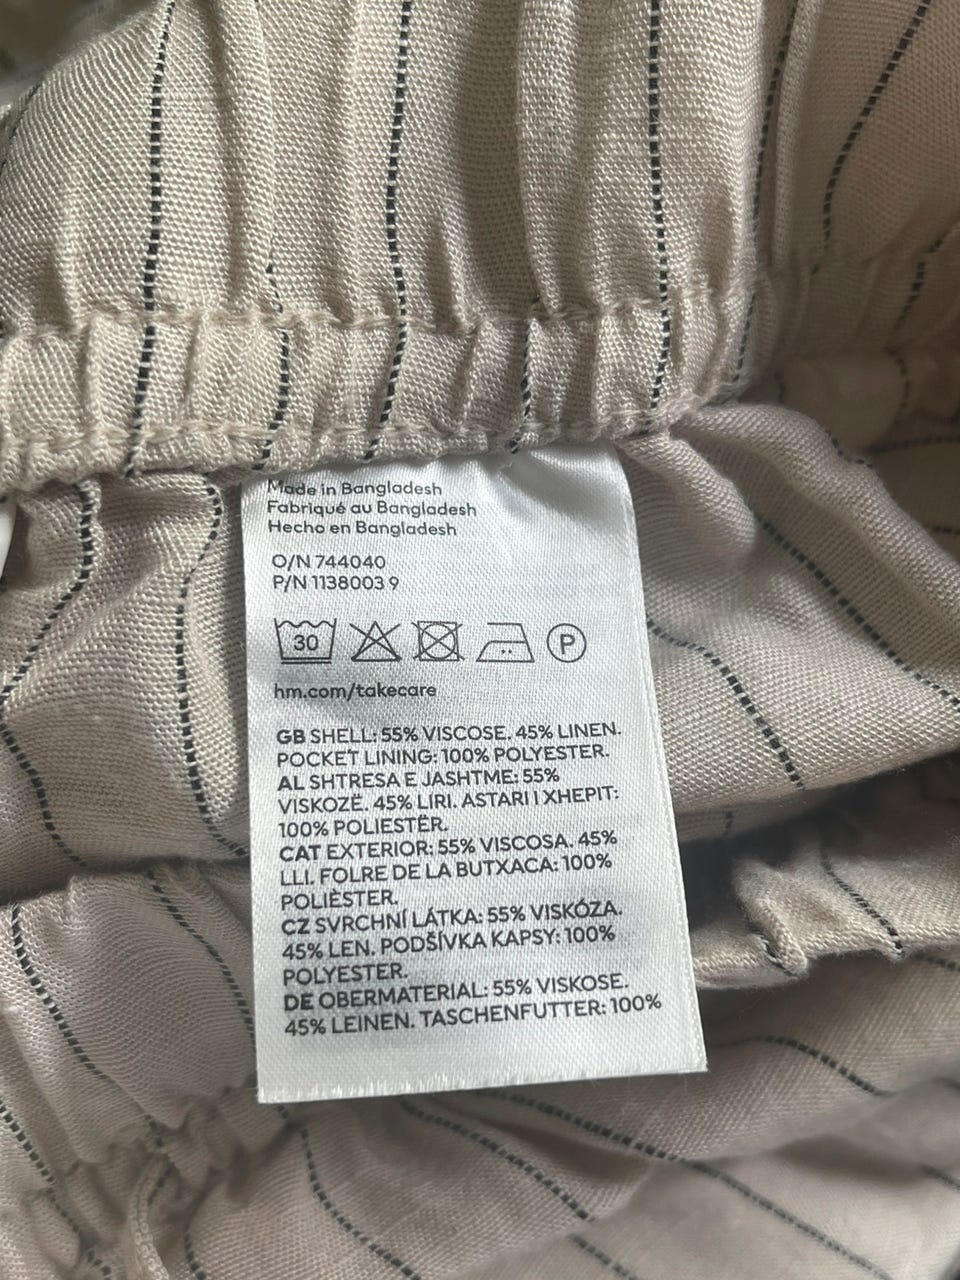 Made in Bangladesh
Fabriqué au Bangladesh
Hecho en Bangladesh
O/N 744040
P/N 1138003 9
30 P
hm.com/takecare
GB SHELL: 55% VISCOSE. 45% LINEN.
POCKET LINING: 100% POLYESTER.
AL SHTRESA E JASHTME: 55%
VISKOZË. 45% LIRI. ASTARI I XHEPIT:
100% POLIESTËR.
CAT EXTERIOR: 55% VISCOSA. 45%
LLI. FOLRE DE LA BUTXACA: 100%
POLIÈSTER.
CZ SVRCHNÍ LÁTKA: 55% VISKÓZA.
45% LEN. PODŠÍVKA KAPSY: 100%
POLYESTER.
DE OBERMATERIAL: 55% VISKOSE.
45% LEINEN. TASCHENFUTTER: 100%